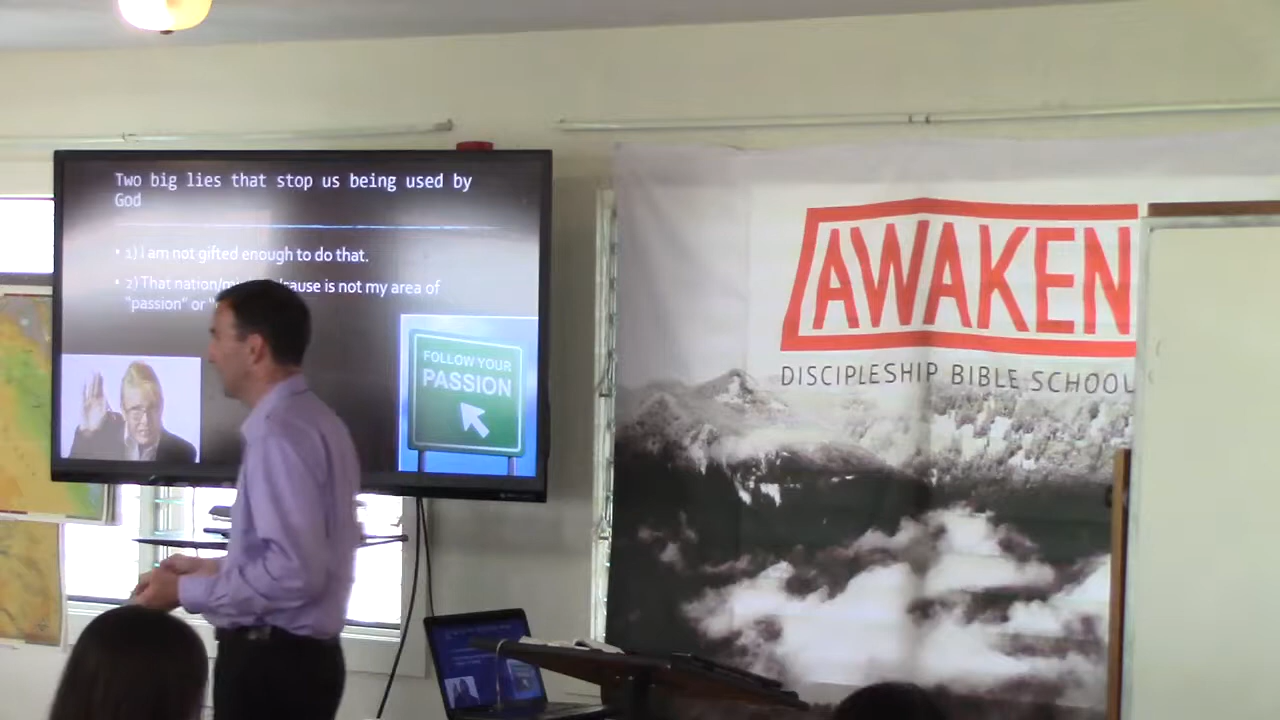 Two big lies that stop us being used by
God
• 1) I am not gifted enough to do that.
• 2) That nation/ /cause is not my area of
"passion" or "
FOLLOW YOUR
PASSION
AWAKEN
DISCIPLESHIP BIBLE SCHOOL